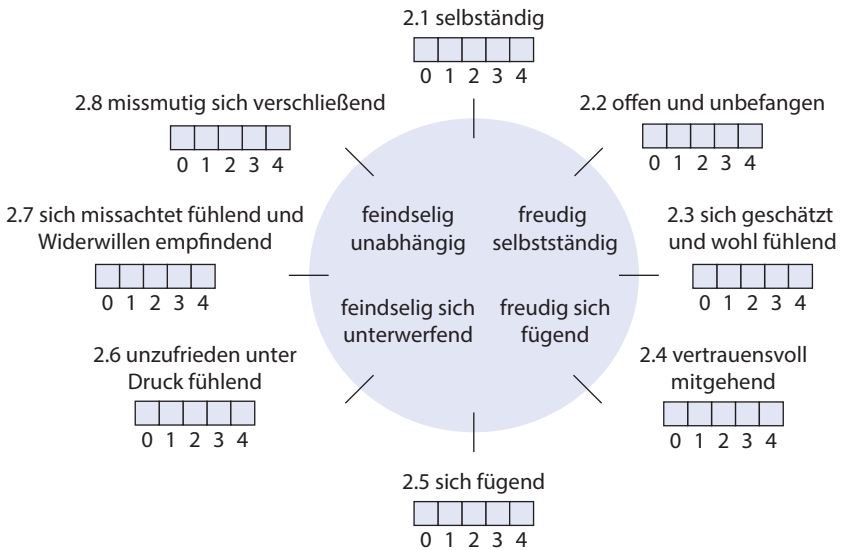 2.1 selbständig
0 1 2 3 4
2.2 offen und unbefangen
0 1 2 3 4
2.3 sich geschätzt
und wohl fühlend
0 1 2 3 4
2.4 vertrauensvoll
mitgehend
0 1 2 3 4
2.5 sich fügend
0 1 2 3 4
2.6 unzufrieden unter
Druck fühlend
0 1 2 3 4
2.7 sich missachtet fühlend und
Widerwillen empfindend
0 1 2 3 4
2.8 missmutig sich verschließend
0 1 2 3 4
feindselig
unabhängig
freudig
selbstständig
feindselig sich
unterwerfend
freudig sich
fügend